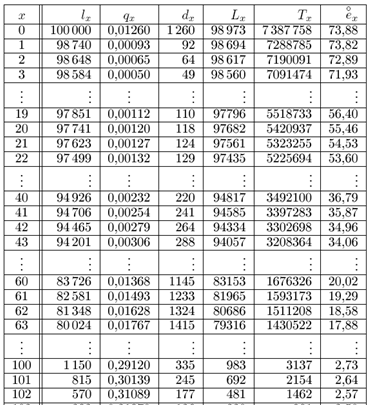 x l_x q_x d_x L_x T_x e̊_x
0 100 000 0,01260 1 260 98 973 7 387 758 73,88
1 98 740 0,00093 92 98 694 7288785 73,82
2 98 648 0,00065 64 98 617 7190091 72,89
3 98 584 0,00050 49 98 560 7091474 71,93
⋮ ⋮ ⋮ ⋮ ⋮ ⋮ ⋮
19 97 851 0,00112 110 97796 5518733 56,40
20 97 741 0,00120 118 97682 5420937 55,46
21 97 623 0,00127 124 97561 5323255 54,53
22 97 499 0,00132 129 97435 5225694 53,60
⋮ ⋮ ⋮ ⋮ ⋮ ⋮ ⋮
40 94 926 0,00232 220 94817 3492100 36,79
41 94 706 0,00254 241 94585 3397283 35,87
42 94 465 0,00279 264 94334 3302698 34,96
43 94 201 0,00306 288 94057 3208364 34,06
⋮ ⋮ ⋮ ⋮ ⋮ ⋮ ⋮
60 83 726 0,01368 1145 83153 1676326 20,02
61 82 581 0,01493 1233 81965 1593173 19,29
62 81 348 0,01628 1324 80686 1511208 18,58
63 80 024 0,01767 1415 79316 1430522 17,88
⋮ ⋮ ⋮ ⋮ ⋮ ⋮ ⋮
100 1 150 0,29120 335 983 3137 2,73
101 815 0,30139 245 692 2154 2,64
102 570 0,31089 177 481 1462 2,57